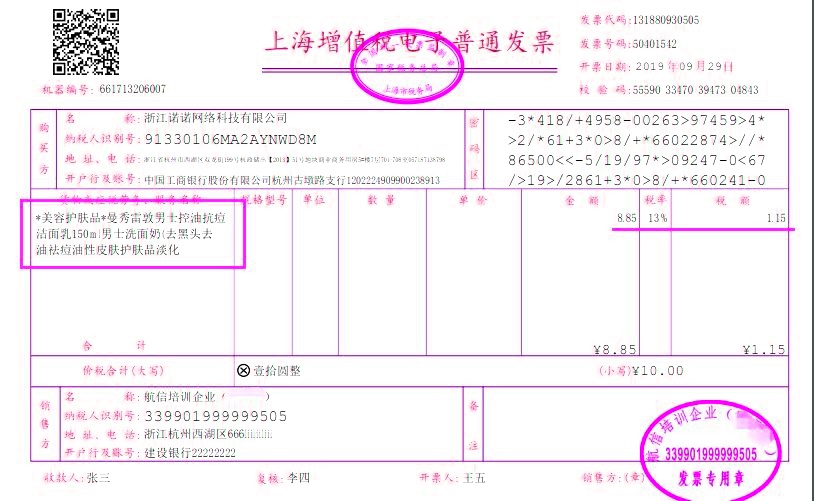 上海增值税电子普通发票
发票代码:131880930505
发票号码:50401542
开票日期:2019年09月29日
校 验 码:55590 33470 39473 04843
机器编号: 661713206007
国家税务总局
上海市税务局
购买方
名 称:浙江诺诺网络科技有限公司
纳税人识别号:91330106MA2AYNWD8M
地 址、电 话:
开户行及账号:中国工商银行股份有限公司杭州古墩路支行1202224909900238913
密码区
-3*418/+4958-00263>97459>4*
>2/*61+3*0>8/+*66022874>//*
86500<<-5/19/97*>09247-0<67
/>19>/2861+3*0>8/+*660241-0
货物或应税劳务、服务名称 规格型号 单位 数 量 单 价 金 额 税率 税 额
*美容护肤品*曼秀雷敦男士控油抗痘 8.85 13% 1.15
洁面乳150ml男士洗面奶(去黑头去
油祛痘油性皮肤护肤品淡化
合 计 ¥8.85 ¥1.15
价税合计(大写) ⊗壹拾圆整 (小写)¥10.00
销售方
名 称:航信培训企业( )
纳税人识别号:339901999999505
地 址、电 话:浙江杭州西湖区666
开户行及账号:建设银行22222222
备注
航信培训企业(
339901999999505
发票专用章
收款人:张三 复核:李四 开票人:王五 销售方:(章)